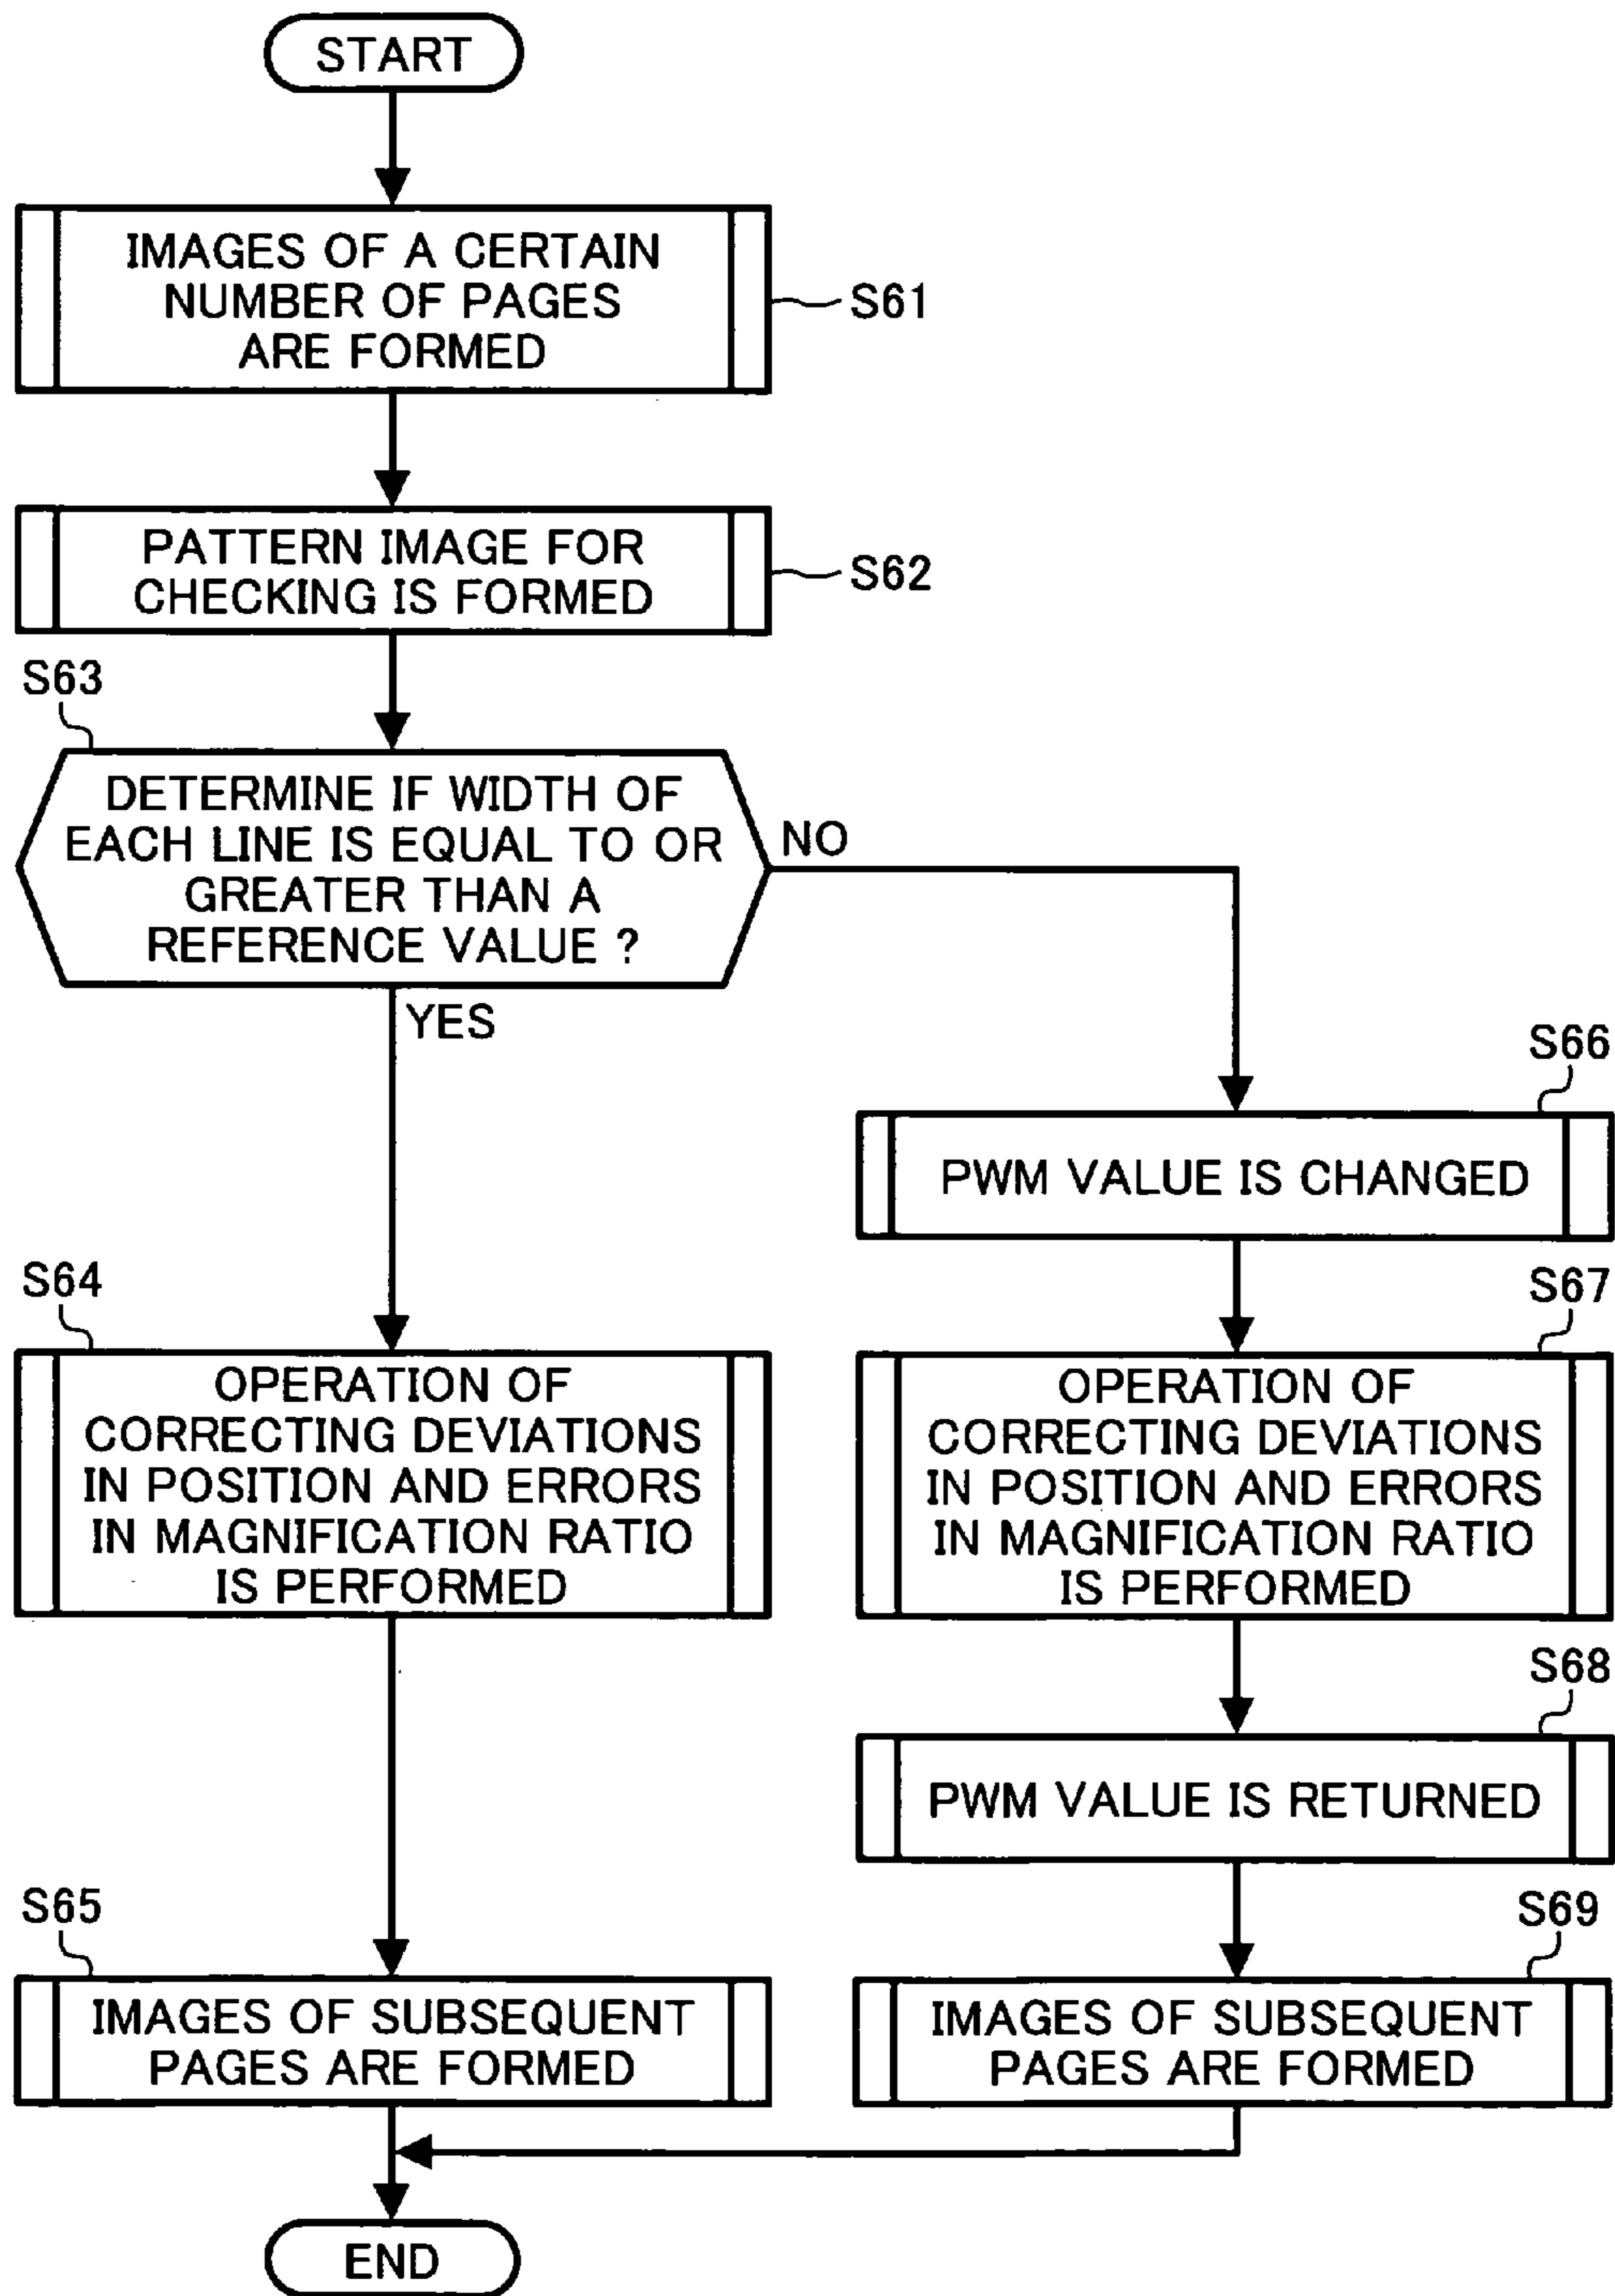 START
IMAGES OF A CERTAIN
NUMBER OF PAGES
ARE FORMED
S61
PATTERN IMAGE FOR
CHECKING IS FORMED
S62
S63
DETERMINE IF WIDTH OF
EACH LINE IS EQUAL TO OR
GREATER THAN A
REFERENCE VALUE ?
NO
YES
S66
PWM VALUE IS CHANGED
S64
OPERATION OF
CORRECTING DEVIATIONS
IN POSITION AND ERRORS
IN MAGNIFICATION RATIO
IS PERFORMED
S67
OPERATION OF
CORRECTING DEVIATIONS
IN POSITION AND ERRORS
IN MAGNIFICATION RATIO
IS PERFORMED
S68
PWM VALUE IS RETURNED
S65
IMAGES OF SUBSEQUENT
PAGES ARE FORMED
S69
IMAGES OF SUBSEQUENT
PAGES ARE FORMED
END